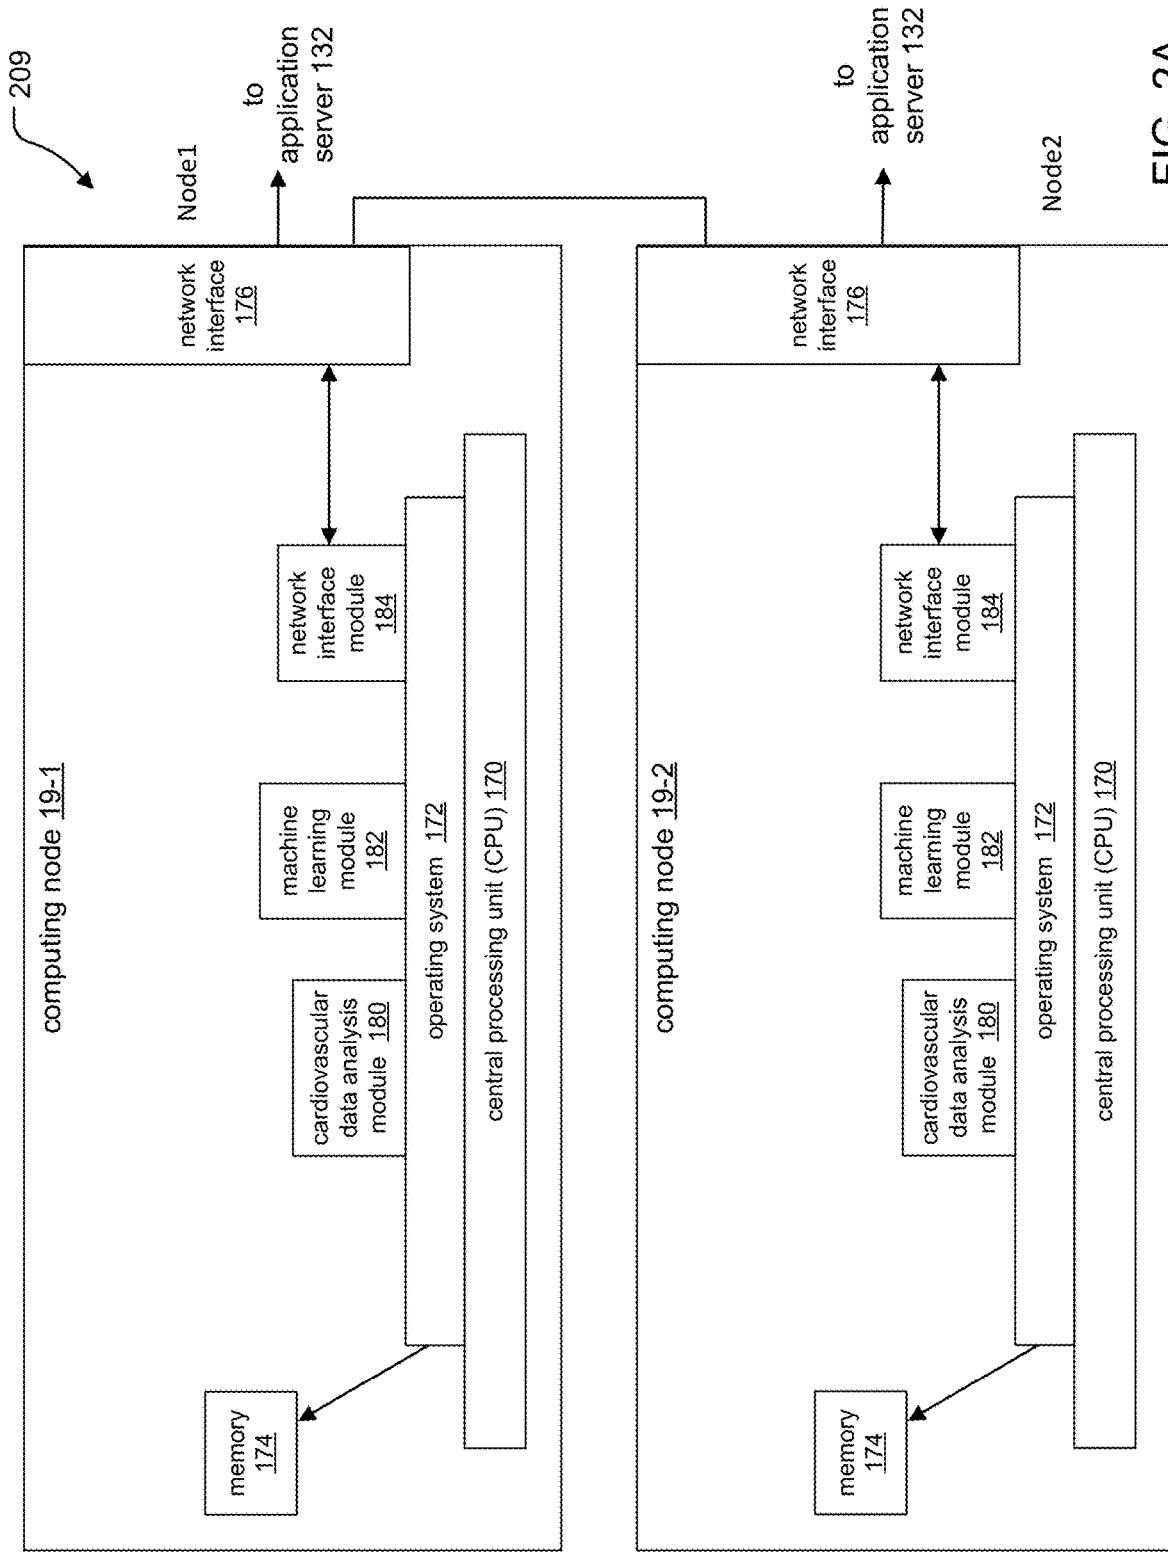 209
computing node 19-1
Node1
to
application
server 132
network
interface
176
memory
174
cardiovascular
data analysis
module 180
machine
learning
module
182
network
interface
module
184
operating system 172
central processing unit (CPU) 170
computing node 19-2
to
application
server 132
network
interface
176
memory
174
cardiovascular
data analysis
module 180
machine
learning
module
182
network
interface
module
184
operating system 172
central processing unit (CPU) 170
Node2
FIG